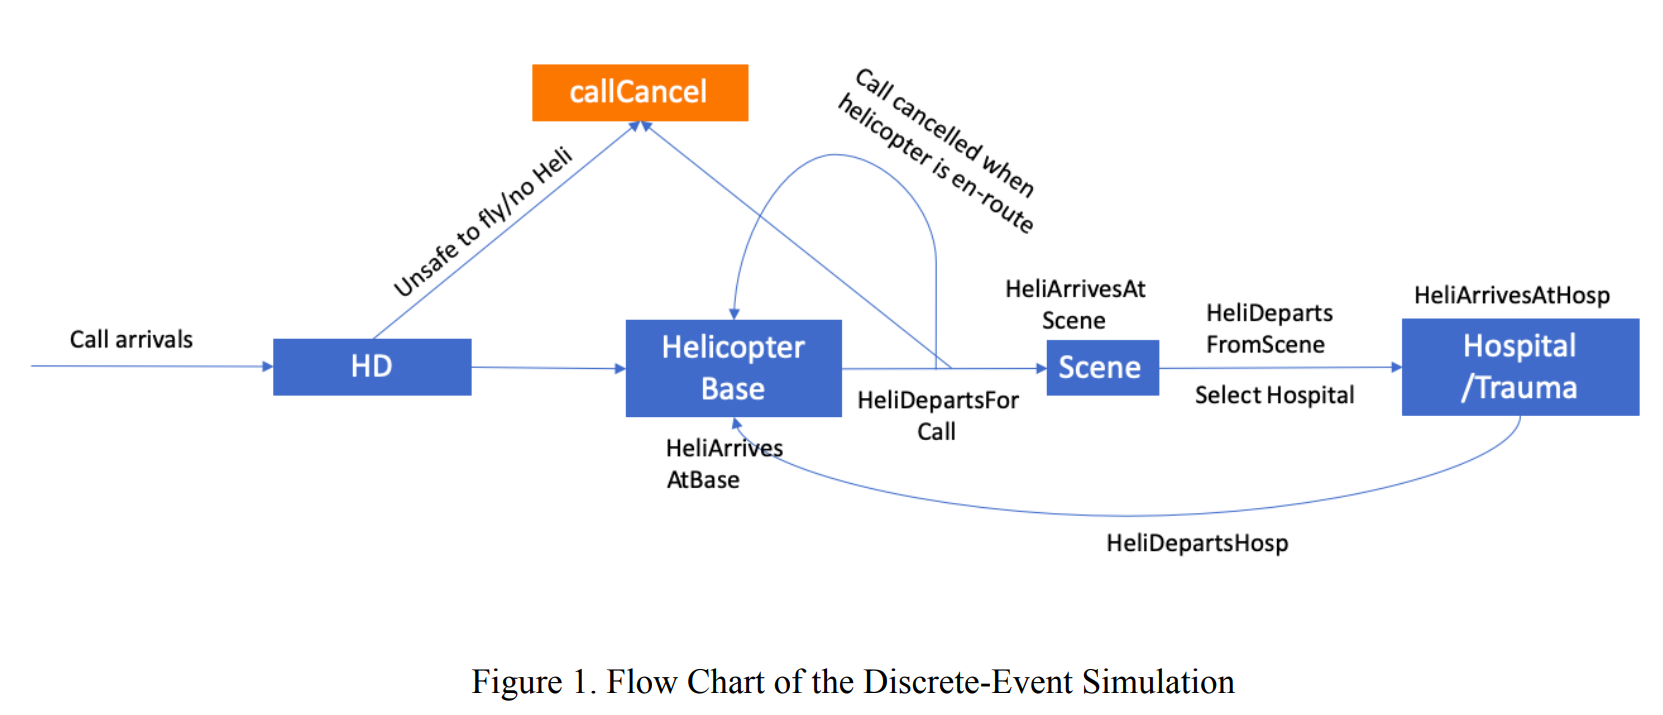 callCancel
Call cancelled when
helicopter is en-route
Unsafe to fly/no Heli
Call arrivals
HD
Helicopter
Base
HeliArrives
AtBase
HeliDepartsFor
Call
HeliArrivesAt
Scene
Scene
HeliDeparts
FromScene
Select Hospital
HeliArrivesAtHosp
Hospital
/Trauma
HeliDepartsHosp
Figure 1. Flow Chart of the Discrete-Event Simulation